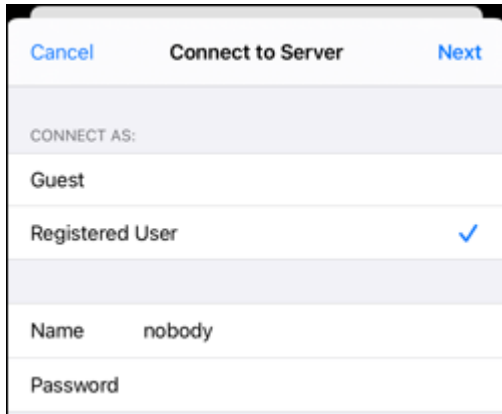 Cancel Connect to Server Next
CONNECT AS:
Guest
Registered User
Name nobody
Password